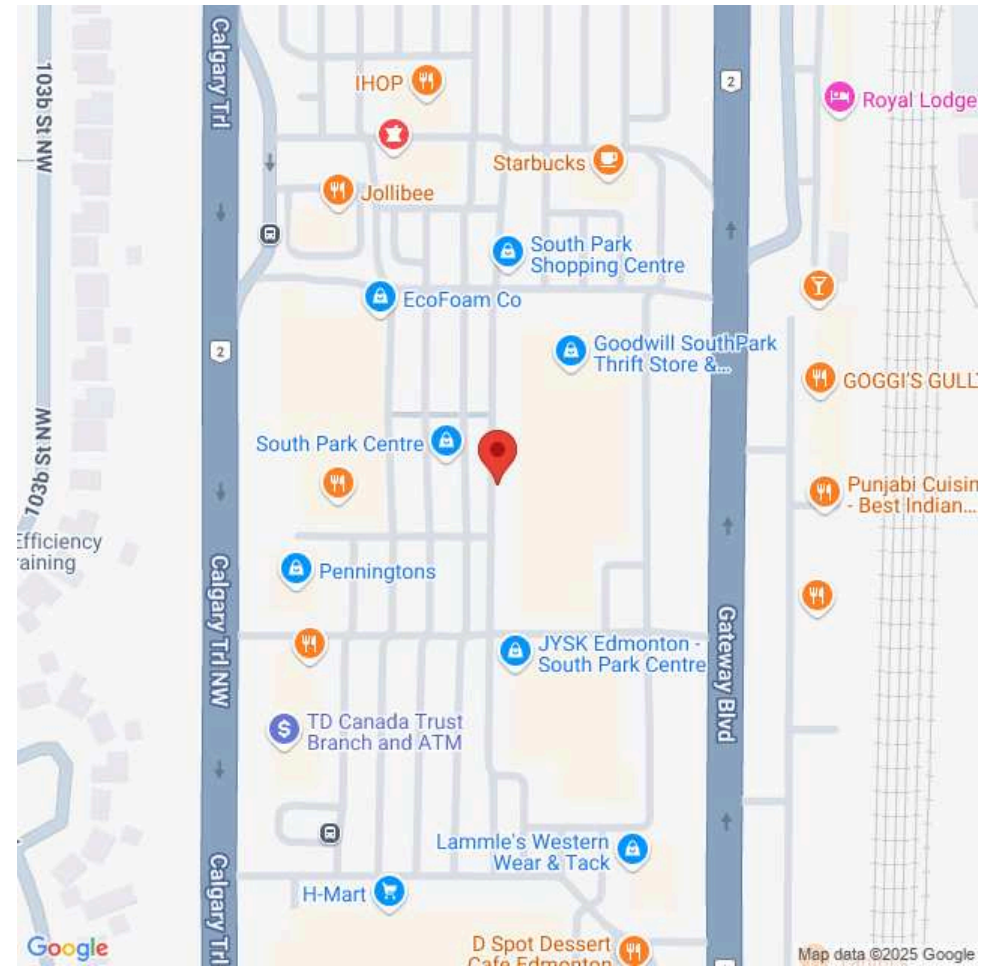 Calgary Trl
103b St NW
IHOP
2
Royal Lodge
Starbucks
Jollibee
South Park
Shopping Centre
EcoFoam Co
2
Goodwill SouthPark
Thrift Store &...
GOGGI'S GULL
103b St NW
South Park Centre
Punjabi Cuisin
- Best Indian...
Efficiency
raining
Calgary Trl NW
Penningtons
Gateway Blvd
JYSK Edmonton -
South Park Centre
$
TD Canada Trust
Branch and ATM
Lammle's Western
Wear & Tack
Calgary Trl
H-Mart
D Spot Dessert
Cafe Edmonton
Google
Map data ©2025 Google